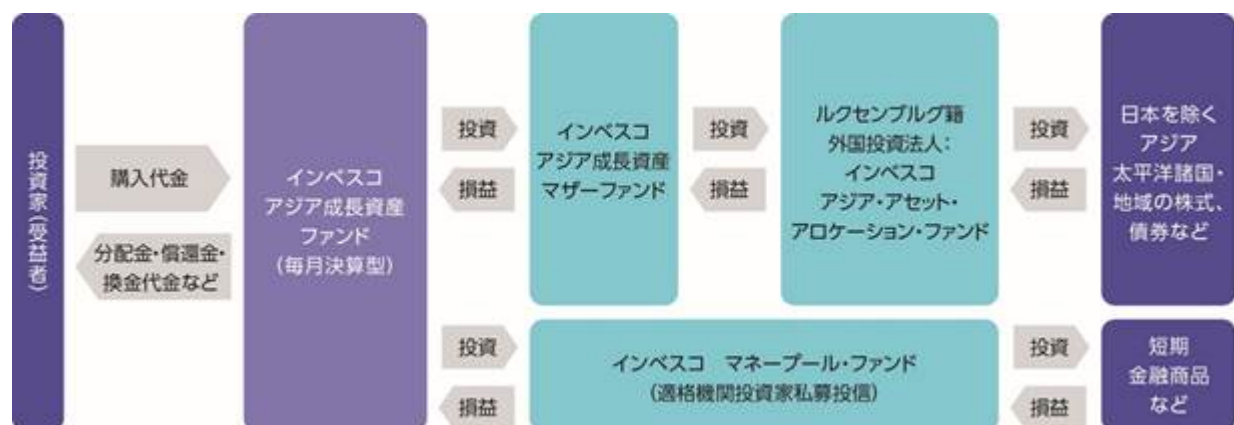 投資家（受益者）
購入代金
分配金・償還金・
換金代金など
インベスコ
アジア成長資産
ファンド
（毎月決算型）
投資
損益
インベスコ
アジア成長資産
マザーファンド
投資
損益
ルクセンブルグ籍
外国投資法人：
インベスコ
アジア・アセット・
アロケーション・ファンド
投資
損益
日本を除く
アジア
太平洋諸国・
地域の株式、
債券など
投資
損益
インベスコ　マネープール・ファンド
（適格機関投資家私募投信）
投資
損益
短期
金融商品
など